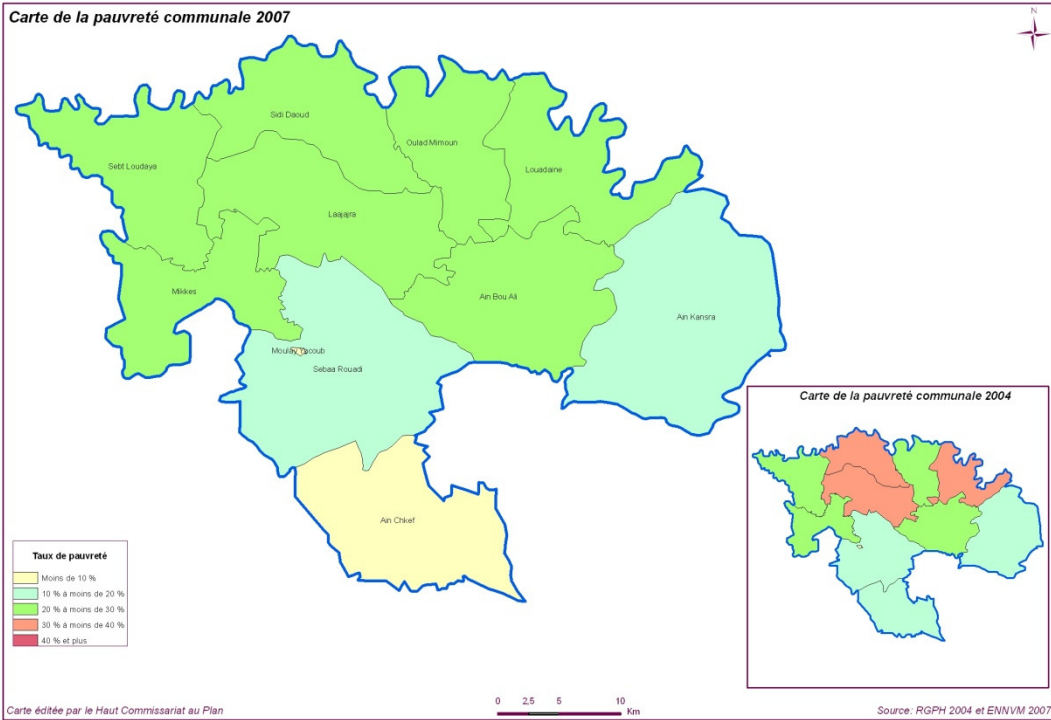 Carte de la pauvreté communale 2007
N
Sidi Daoud
Oulad Mimoun
Sebt Loudaya
Louadaine
Laajajra
Mikkes
Ain Bou Ali
Ain Kansra
Moulay Yacoub
Sebaa Rouadi
Ain Chkef
Carte de la pauvreté communale 2004
Taux de pauvreté
Moins de 10 %
10 % à moins de 20 %
20 % à moins de 30 %
30 % à moins de 40 %
40 % et plus
0 2,5 5 10
Km
Carte éditée par le Haut Commissariat au Plan
Source: RGPH 2004 et ENNVM 2007